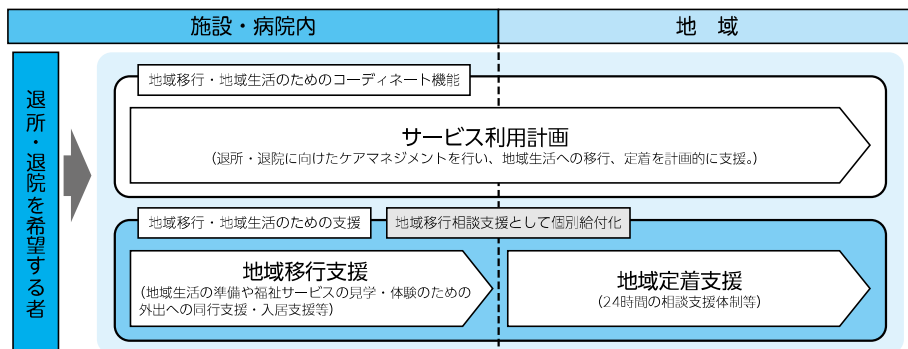 施設・病院内
地　域
退所・退院を希望する者
地域移行・地域生活のためのコーディネート機能
サービス利用計画
(退所・退院に向けたケアマネジメントを行い、地域生活への移行、定着を計画的に支援。)
地域移行・地域生活のための支援
地域移行相談支援として個別給付化
地域移行支援
(地域生活の準備や福祉サービスの見学・体験のための
外出への同行支援・入居支援等)
地域定着支援
(24時間の相談支援体制等)